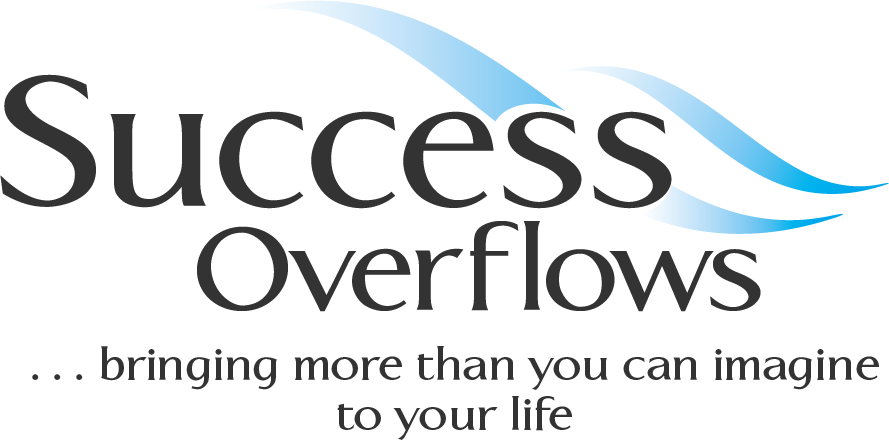 Success
Overflows
. . . bringing more than you can imagine
to your life